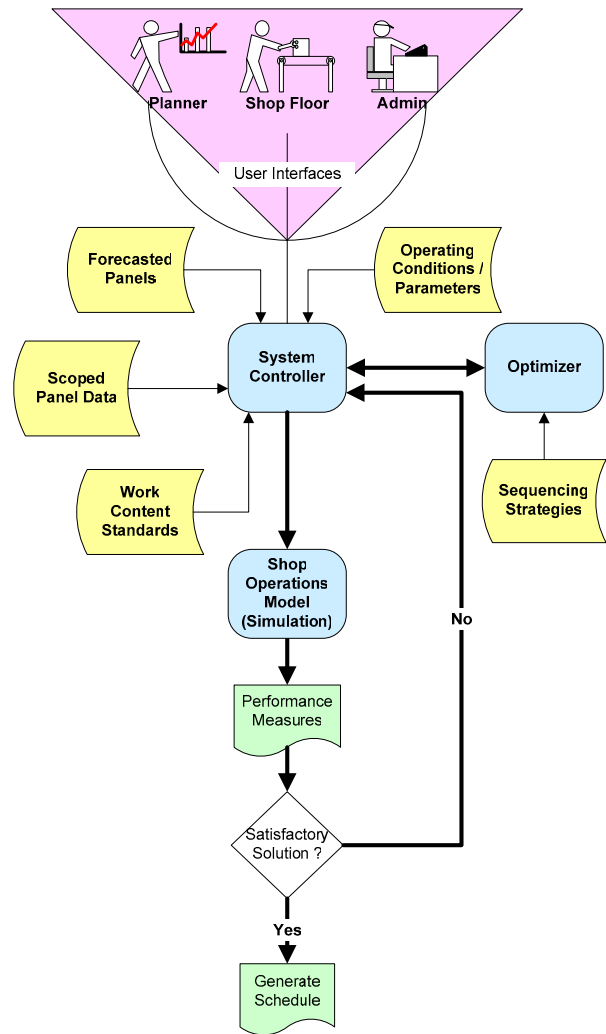 Planner
Shop Floor
Admin
User Interfaces
Forecasted
Panels
Operating
Conditions /
Parameters
System
Controller
Optimizer
Scoped
Panel Data
Work
Content
Standards
Sequencing
Strategies
Shop
Operations
Model
(Simulation)
No
Performance
Measures
Satisfactory
Solution ?
Yes
Generate
Schedule